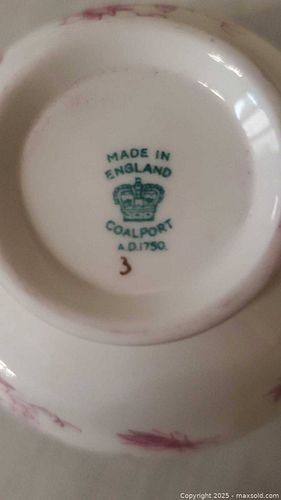 MADE IN
ENGLAND
COALPORT
A.D.1750.
3
Copyright 2025 - maxsold.com